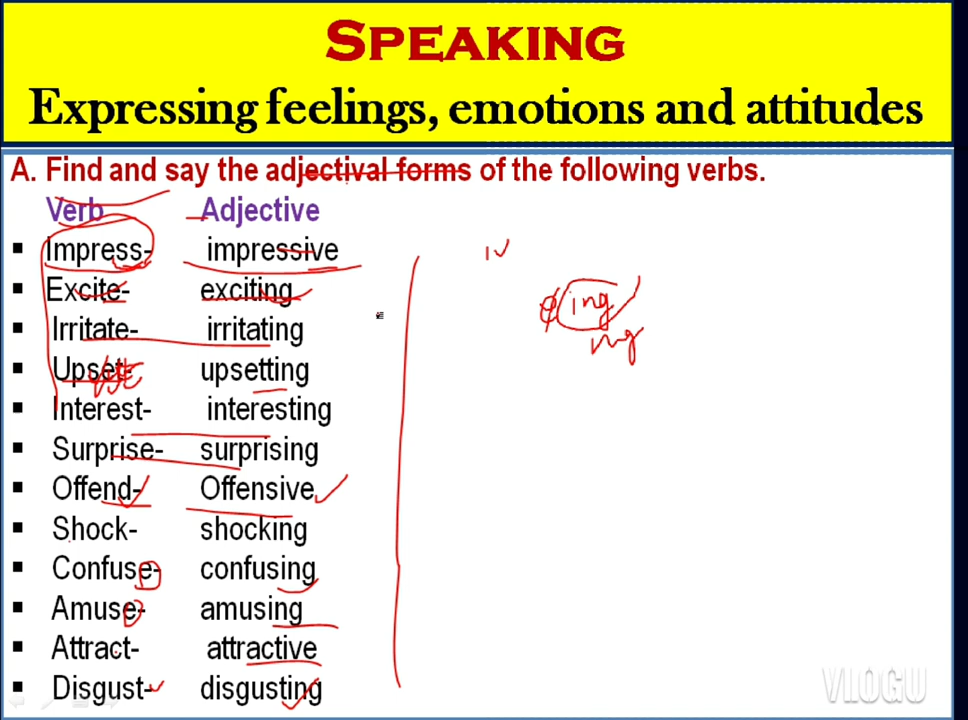 SPEAKING
Expressing feelings, emotions and attitudes
A. Find and say the adjectival forms of the following verbs.
Verb Adjective
▪ Impress- impressive
▪ Excite- exciting
▪ Irritate- irritating
▪ Upset- upsetting
▪ Interest- interesting
▪ Surprise- surprising
▪ Offend- Offensive
▪ Shock- shocking
▪ Confuse- confusing
▪ Amuse- amusing
▪ Attract- attractive
▪ Disgust- disgusting
ing
ing
VLOGU